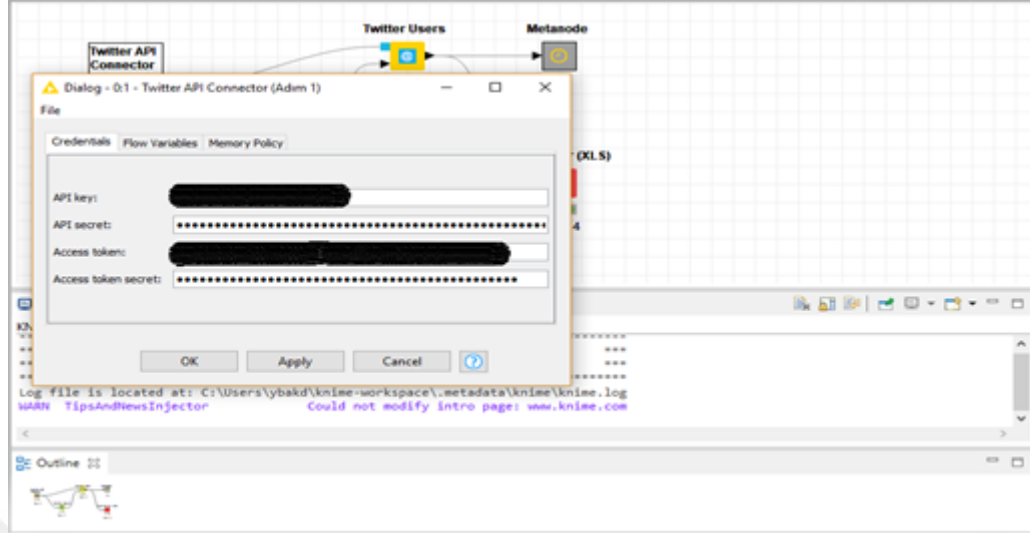 Twitter Users
Metanode
Twitter API
Connector
Dialog - 0:1 - Twitter API Connector (Adım 1)
File
Credentials Flow Variables Memory Policy
(XLS)
API key:
API secret:
4
Access token:
Access token secret:
OK Apply Cancel
Log file is located at: C:\Users\ybakd\knime-workspace\.metadata\knime\knime.log
WARN TipsAndNewsInjector Could not modify intro page: www.knime.com
Outline